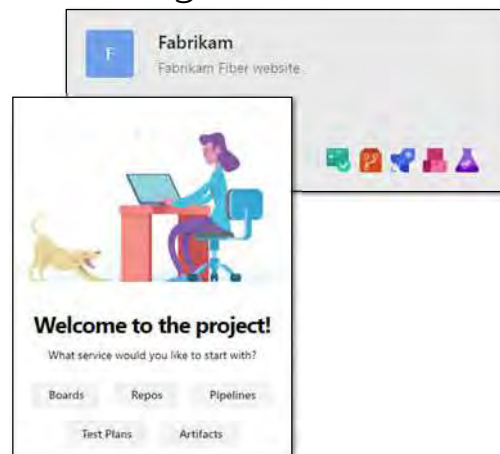 F
Fabrikam
Fabrikam Fiber website
Welcome to the project!
What service would you like to start with?
Boards Repos Pipelines
Test Plans Artifacts